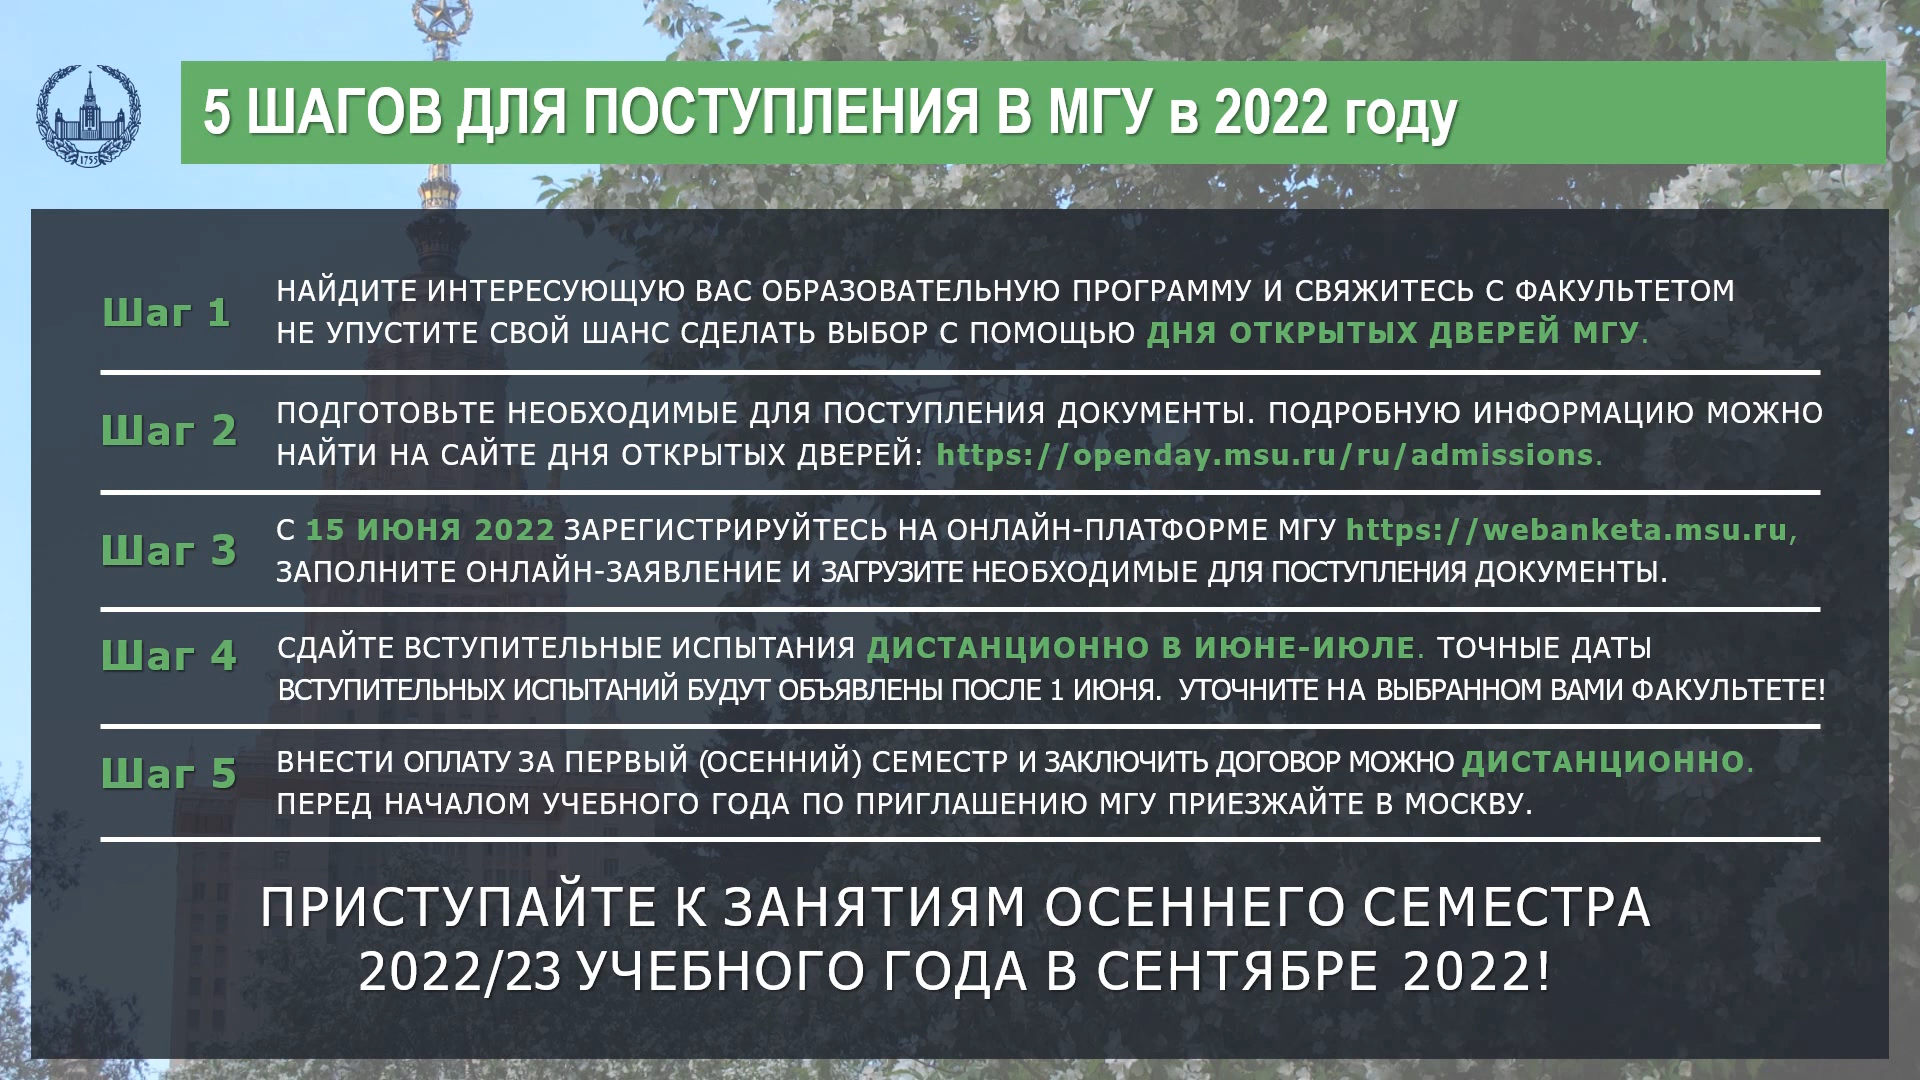 1755
5 ШАГОВ ДЛЯ ПОСТУПЛЕНИЯ В МГУ в 2022 году
Шаг 1
НАЙДИТЕ ИНТЕРЕСУЮЩУЮ ВАС ОБРАЗОВАТЕЛЬНУЮ ПРОГРАММУ И СВЯЖИТЕСЬ С ФАКУЛЬТЕТОМ
НЕ УПУСТИТЕ СВОЙ ШАНС СДЕЛАТЬ ВЫБОР С ПОМОЩЬЮ ДНЯ ОТКРЫТЫХ ДВЕРЕЙ МГУ.
Шаг 2
ПОДГОТОВЬТЕ НЕОБХОДИМЫЕ ДЛЯ ПОСТУПЛЕНИЯ ДОКУМЕНТЫ. ПОДРОБНУЮ ИНФОРМАЦИЮ МОЖНО
НАЙТИ НА САЙТЕ ДНЯ ОТКРЫТЫХ ДВЕРЕЙ: https://openday.msu.ru/ru/admissions.
Шаг 3
С 15 ИЮНЯ 2022 ЗАРЕГИСТРИРУЙТЕСЬ НА ОНЛАЙН-ПЛАТФОРМЕ МГУ https://webanketa.msu.ru,
ЗАПОЛНИТЕ ОНЛАЙН-ЗАЯВЛЕНИЕ И ЗАГРУЗИТЕ НЕОБХОДИМЫЕ ДЛЯ ПОСТУПЛЕНИЯ ДОКУМЕНТЫ.
Шаг 4
СДАЙТЕ ВСТУПИТЕЛЬНЫЕ ИСПЫТАНИЯ ДИСТАНЦИОННО В ИЮНЕ-ИЮЛЕ. ТОЧНЫЕ ДАТЫ
ВСТУПИТЕЛЬНЫХ ИСПЫТАНИЙ БУДУТ ОБЪЯВЛЕНЫ ПОСЛЕ 1 ИЮНЯ. УТОЧНИТЕ НА ВЫБРАННОМ ВАМИ ФАКУЛЬТЕТЕ!
Шаг 5
ВНЕСТИ ОПЛАТУ ЗА ПЕРВЫЙ (ОСЕННИЙ) СЕМЕСТР И ЗАКЛЮЧИТЬ ДОГОВОР МОЖНО ДИСТАНЦИОННО.
ПЕРЕД НАЧАЛОМ УЧЕБНОГО ГОДА ПО ПРИГЛАШЕНИЮ МГУ ПРИЕЗЖАЙТЕ В МОСКВУ.
ПРИСТУПАЙТЕ К ЗАНЯТИЯМ ОСЕННЕГО СЕМЕСТРА
2022/23 УЧЕБНОГО ГОДА В СЕНТЯБРЕ 2022!